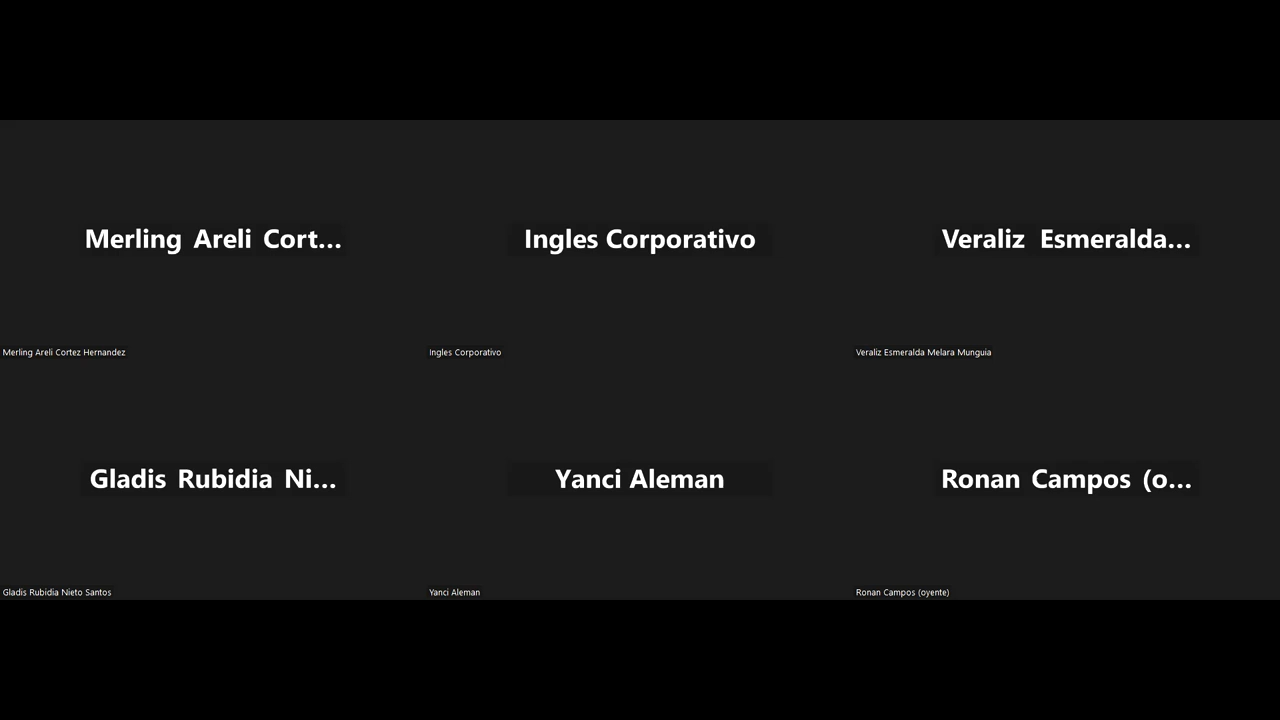 Merling Areli Cort...
Ingles Corporativo
Veraliz Esmeralda...
Merling Areli Cortez Hernandez
Ingles Corporativo
Veraliz Esmeralda Melara Munguia
Gladis Rubidia Ni...
Yanci Aleman
Ronan Campos (o...
Gladis Rubidia Nieto Santos
Yanci Aleman
Ronan Campos (oyente)